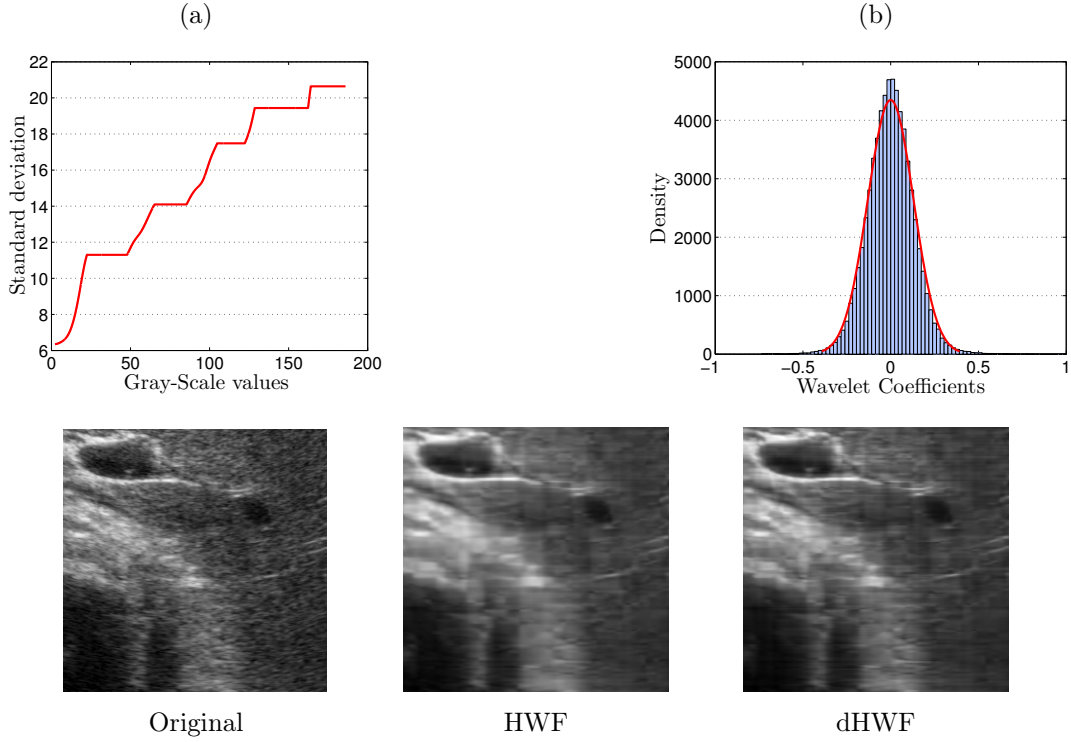 (a)
(b)
Standard deviation
22
20
18
16
14
12
10
8
6
0
50
100
150
200
Gray-Scale values
Density
5000
4000
3000
2000
1000
0
−1
−0.5
0
0.5
1
Wavelet Coefficients
Original
HWF
dHWF